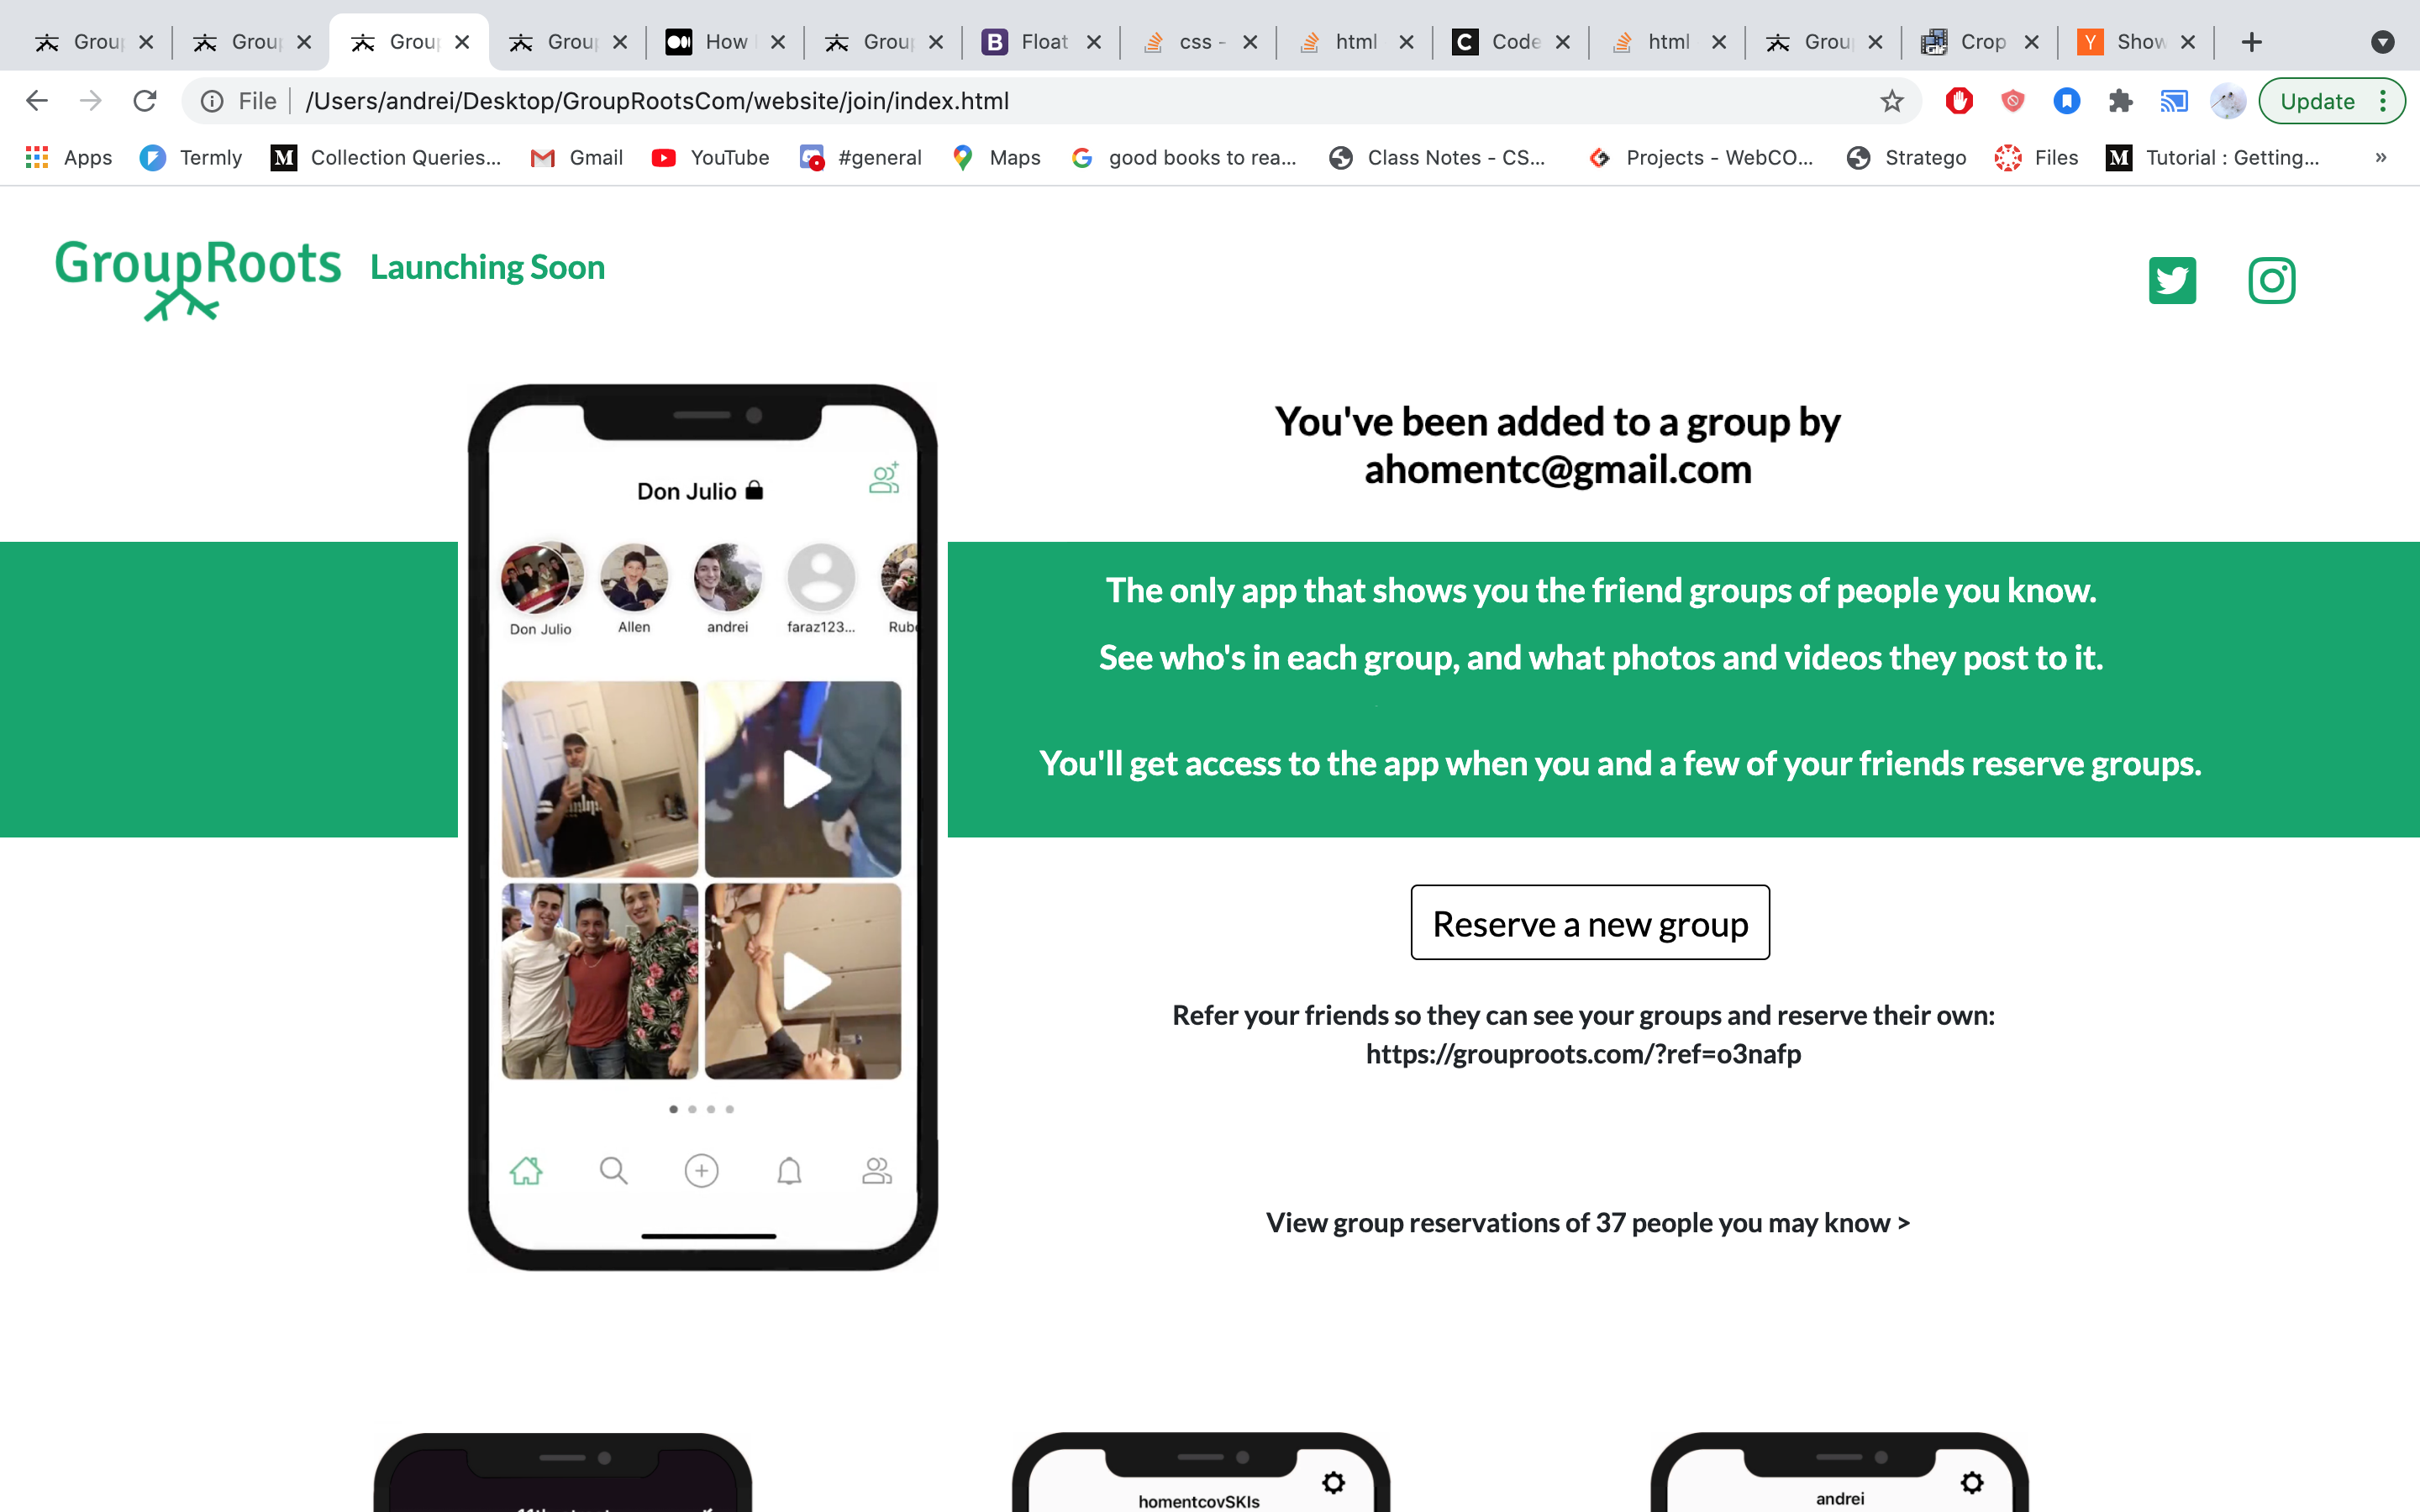 Grou
Grou
Grou
Grou
How
Grou
Float
css -
html
Code
html
Grou
Crop
Show
File
/Users/andrei/Desktop/GroupRootsCom/website/join/index.html
Update
Apps
Termly
Collection Queries...
Gmail
YouTube
#general
Maps
good books to rea...
Class Notes - CS...
Projects - WebCO...
Stratego
Files
Tutorial : Getting...
»
GroupRoots
Launching Soon
You've been added to a group by
ahomentc@gmail.com
Don Julio
Don Julio
Allen
andrei
faraz123...
Rube
The only app that shows you the friend groups of people you know.
See who's in each group, and what photos and videos they post to it.
You'll get access to the app when you and a few of your friends reserve groups.
Reserve a new group
Refer your friends so they can see your groups and reserve their own:
https://grouproots.com/?ref=o3nafp
View group reservations of 37 people you may know >
homentcovSKIs
andrei